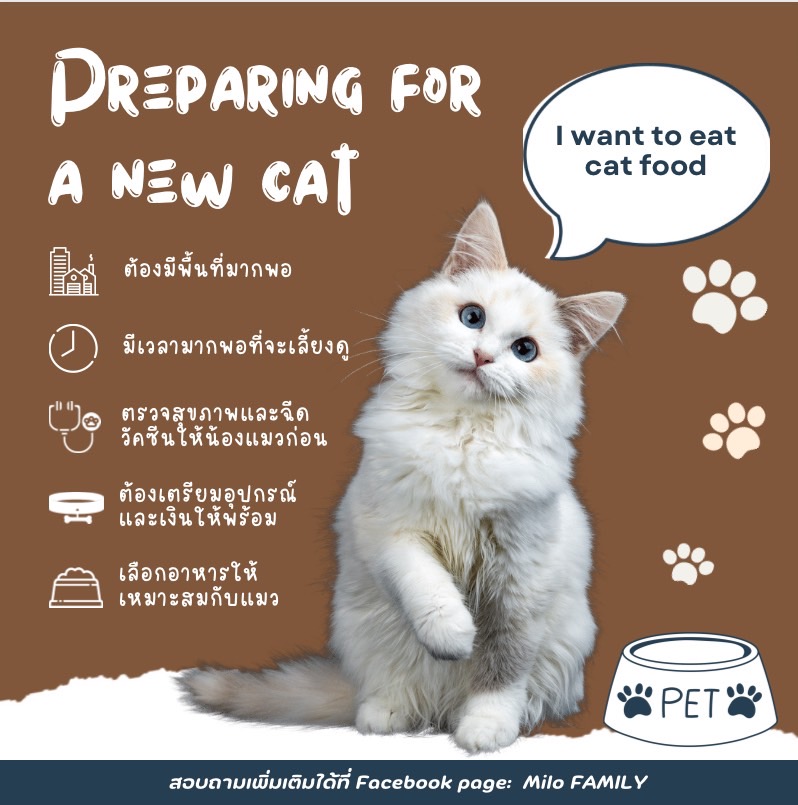 PREPARING FOR
A NEW CAT
I want to eat
cat food
ต้องมีพื้นที่มากพอ
มีเวลามากพอที่จะเลี้ยงดู
ตรวจสุขภาพและฉีด
วัคซีนให้น้องแมวก่อน
ต้องเตรียมอุปกรณ์
และเงินให้พร้อม
เลือกอาหารให้
เหมาะสมกับแมว
PET
สอบถามเพิ่มเติมได้ที่ Facebook page: Milo FAMILY